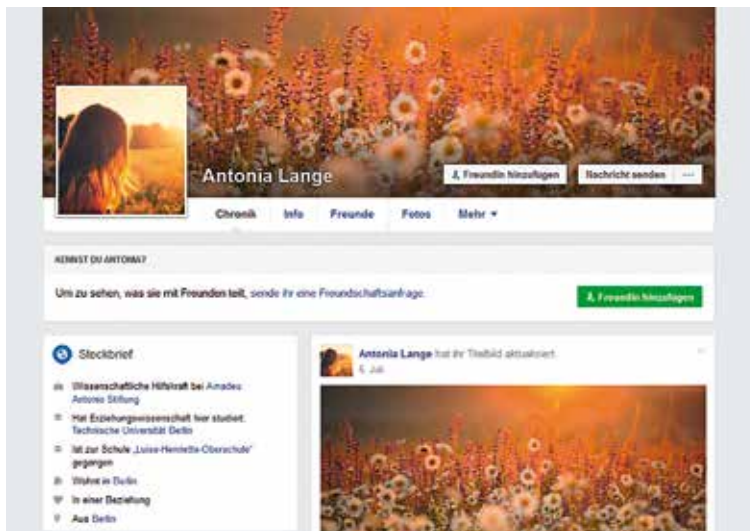 Antonia Lange
Freundin hinzufügen
Nachricht senden ...
Chronik Info Freunde Fotos Mehr
KENNST DU ANTONIA?
Um zu sehen, was sie mit Freunden teilt, sende ihr eine Freundschaftsanfrage.
Freundin hinzufügen
Steckbrief
Wissenschaftliche Hilfskraft bei Amadeu
Antonio Stiftung
Hat Erziehungswissenschaft hier studiert:
Technische Universität Berlin
Ist zur Schule „Luise-Henriette-Oberschule“
gegangen
Wohnt in Berlin
In einer Beziehung
Aus Berlin
Antonia Lange hat ihr Titelbild aktualisiert.
Juli